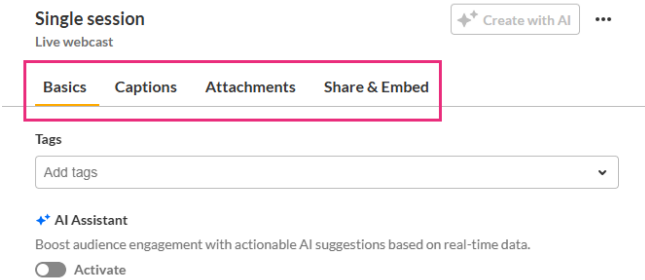 Single session
Create with AI
Live webcast
Basics Captions Attachments Share & Embed
Tags
Add tags
AI Assistant
Boost audience engagement with actionable AI suggestions based on real-time data.
Activate